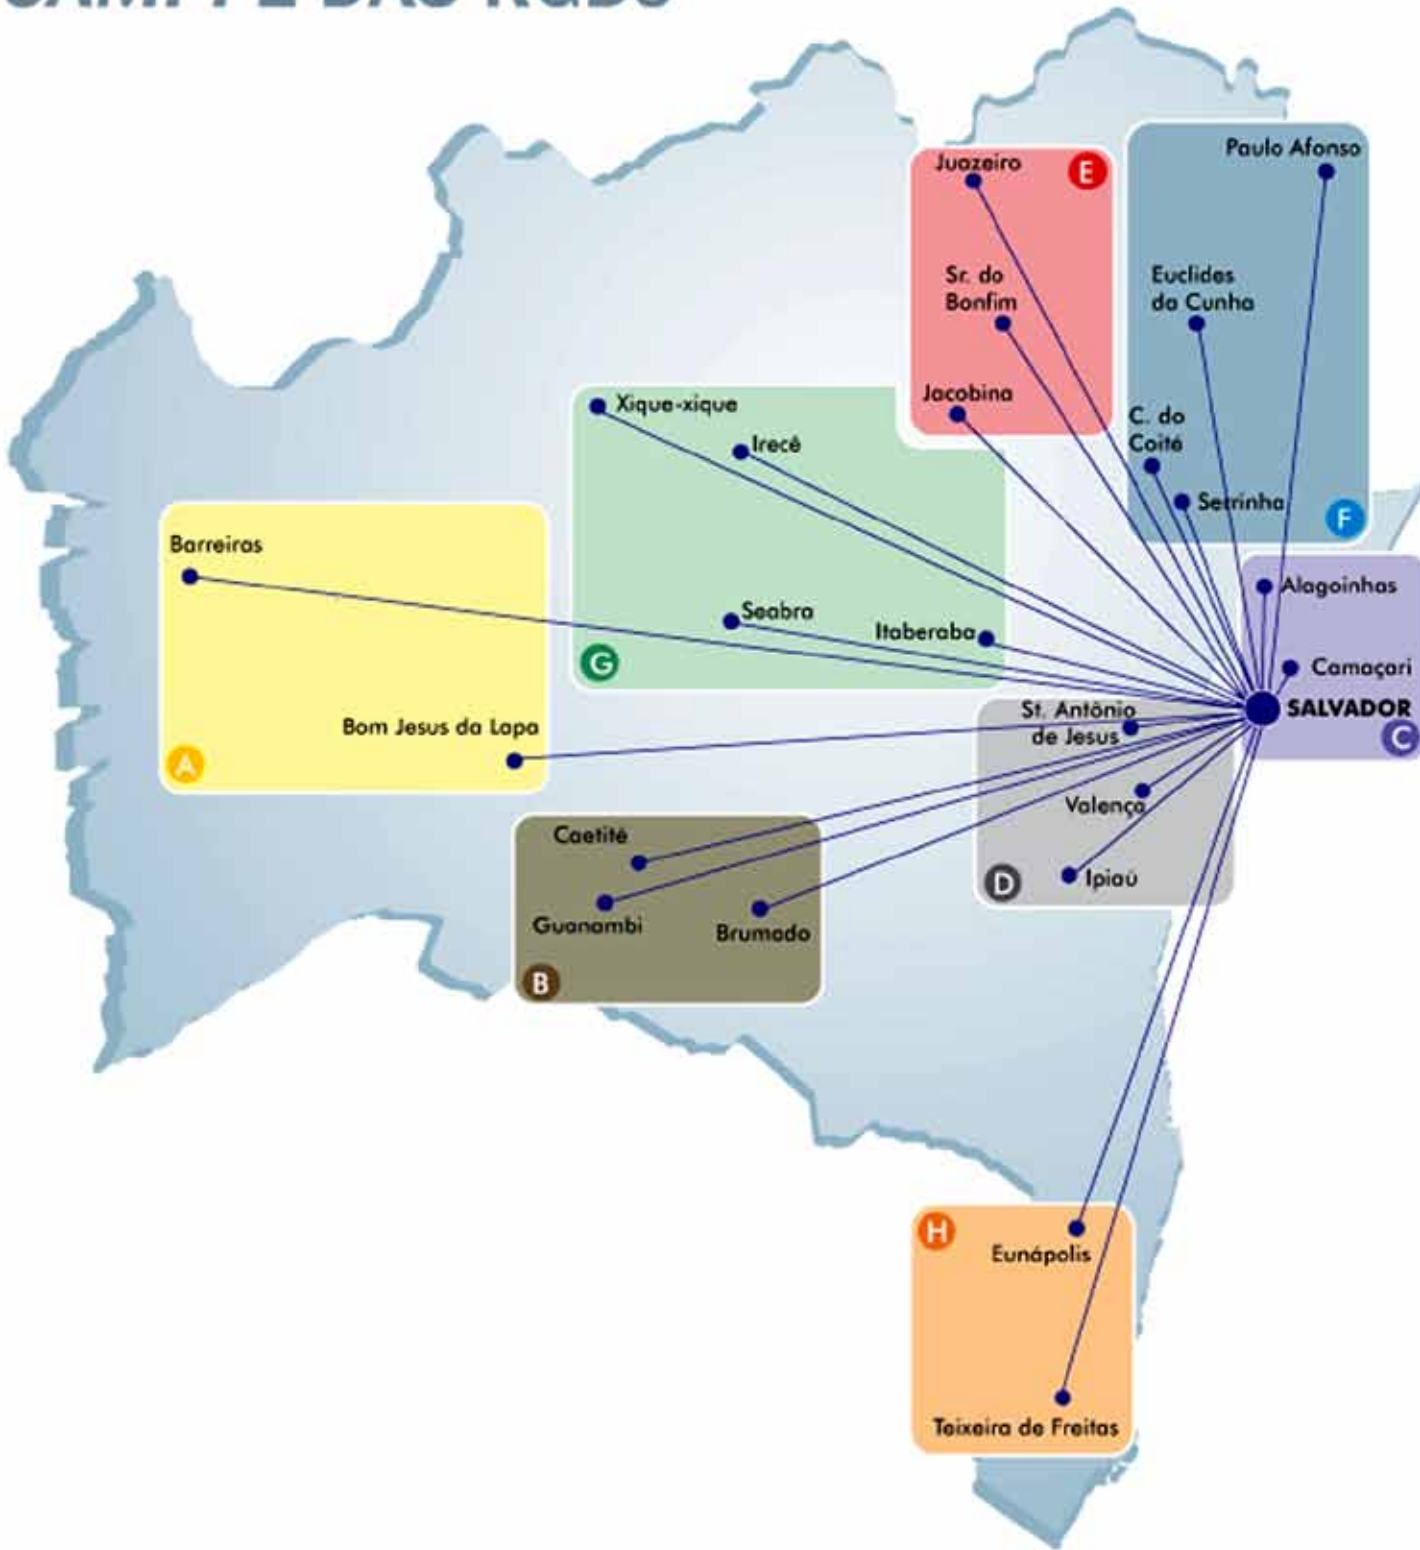 Paulo Afonso
Juazeiro
E
Sr. do
Bonfim
Euclides
da Cunha
Jacobina
Xique-xique
C. do
Coité
Irecê
Serrinha
F
Barreiras
Alagoinhas
Seabra
Itaberaba
G
Camaçari
SALVADOR
C
St. Antônio
de Jesus
Bom Jesus da Lapa
A
Valença
Caetité
D
Ipiaú
Guanambi
Brumado
B
H
Eunápolis
Teixeira de Freitas